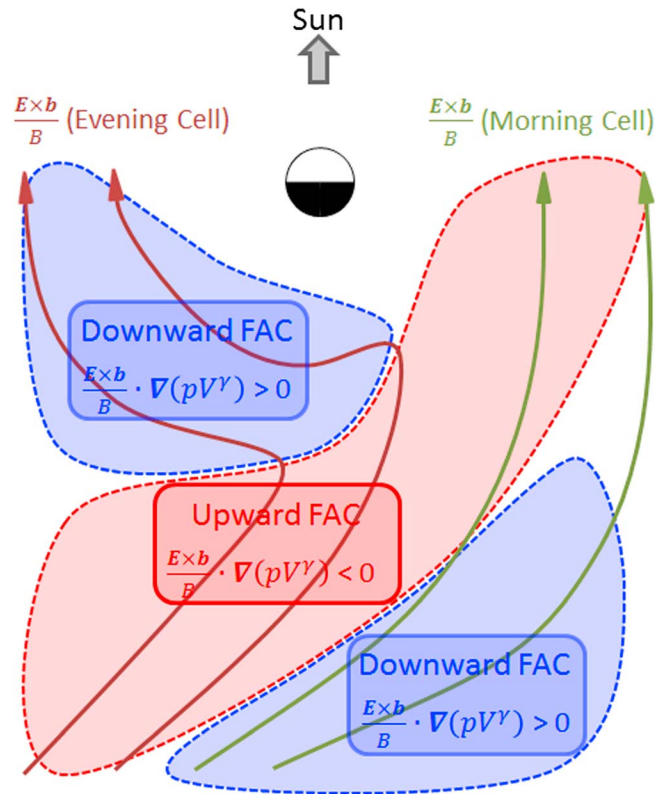 Sun
E×b/B (Evening Cell)
E×b/B (Morning Cell)
Downward FAC
E×b/B · ∇(pV^γ) > 0
Upward FAC
E×b/B · ∇(pV^γ) < 0
Downward FAC
E×b/B · ∇(pV^γ) > 0